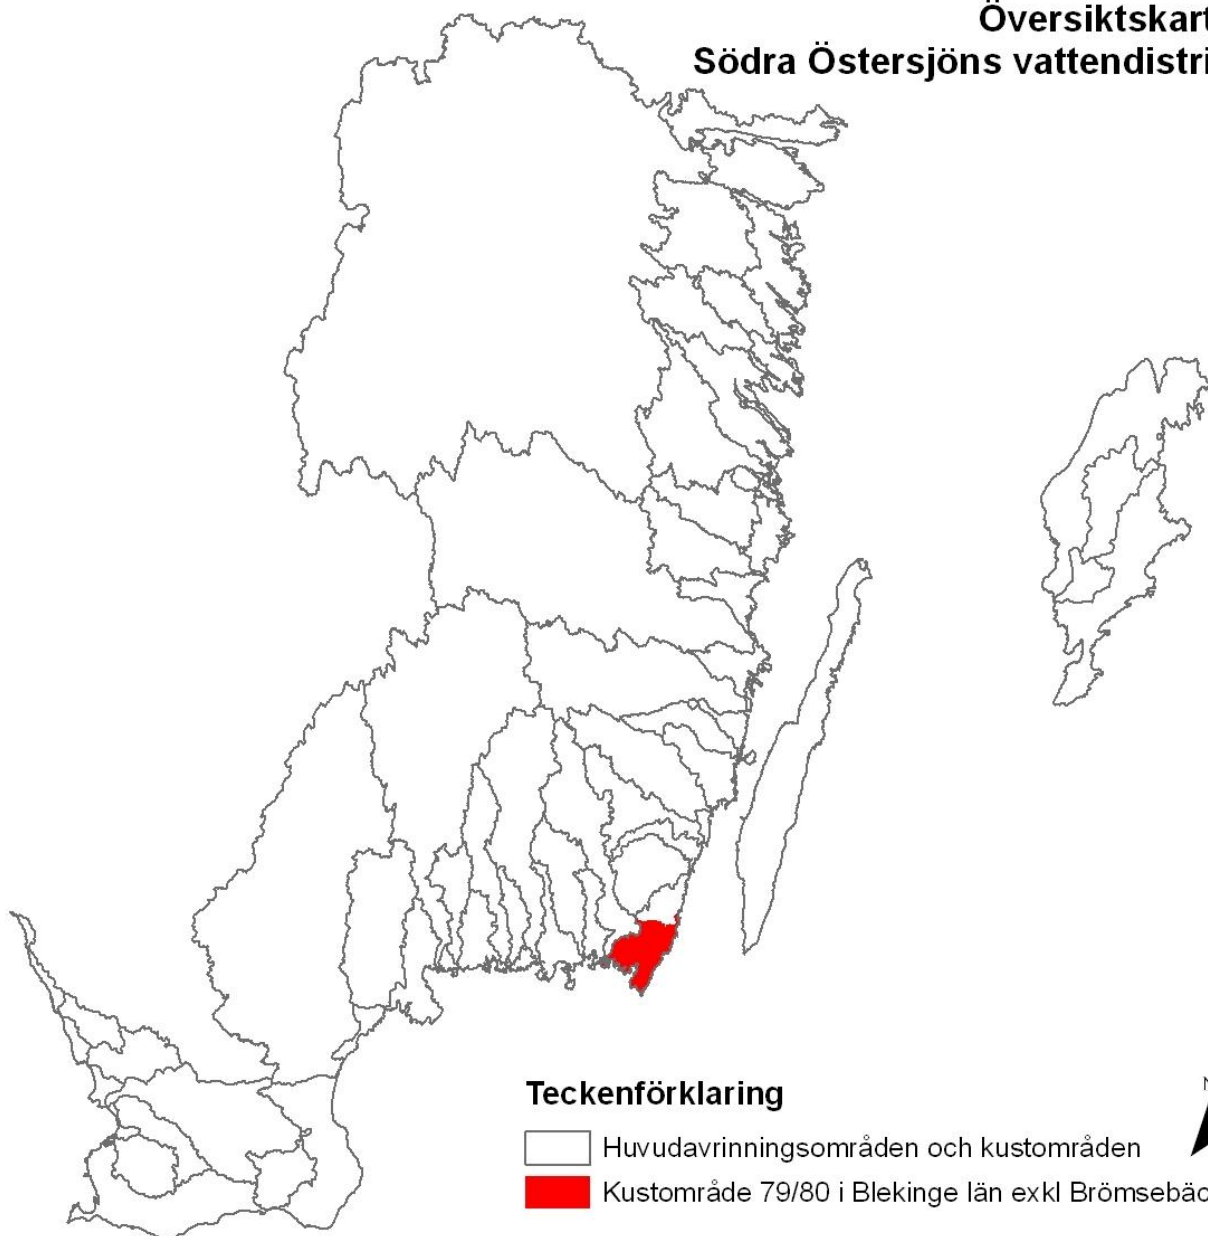 Översiktskart
Södra Östersjöns vattendistri
Teckenförklaring
N
Huvudavrinningsområden och kustområden
Kustområde 79/80 i Blekinge län exkl Brömsebäc